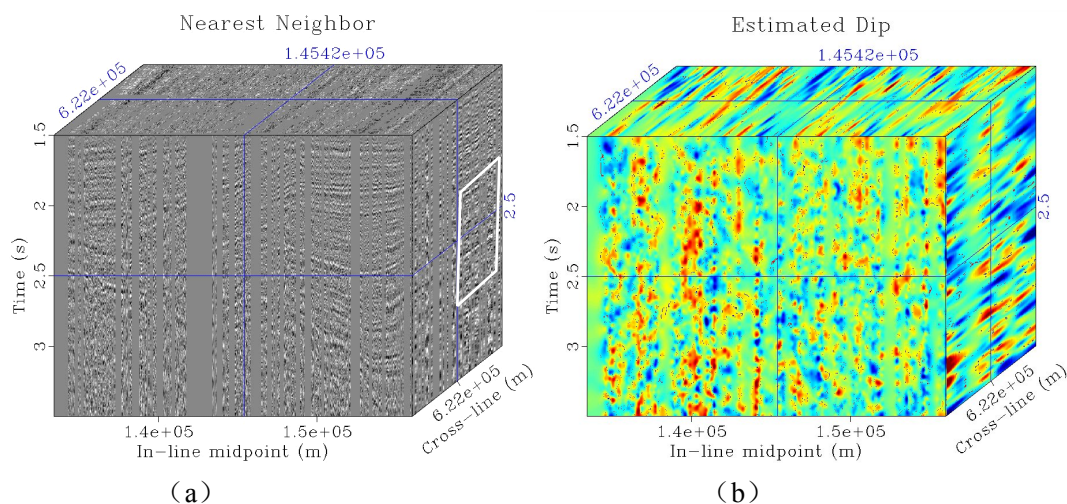 Nearest Neighbor
1.4542e+05
6.22e+05
1.5
2
2.5
3
Time (s)
2.5
6.22e+05
Cross-line (m)
1.4e+05
1.5e+05
In-line midpoint (m)
(a)
Estimated Dip
1.4542e+05
6.22e+05
1.5
2
2.5
3
Time (s)
2.5
6.22e+05
Cross-line (m)
1.4e+05
1.5e+05
In-line midpoint (m)
(b)